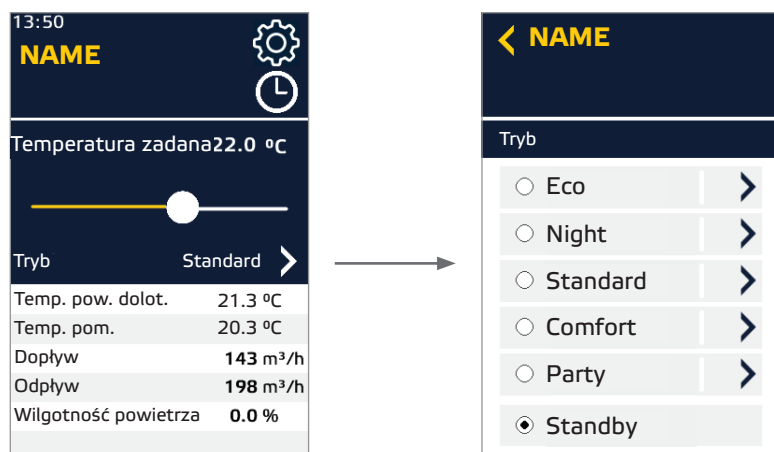 13:50
NAME
Temperatura zadana22.0 ºC
Tryb Standard
Temp. pow. dolot. 21.3 ºC
Temp. pom. 20.3 ºC
Dopływ 143 m³/h
Odpływ 198 m³/h
Wilgotność powietrza 0.0 %
NAME
Tryb
Eco
Night
Standard
Comfort
Party
Standby